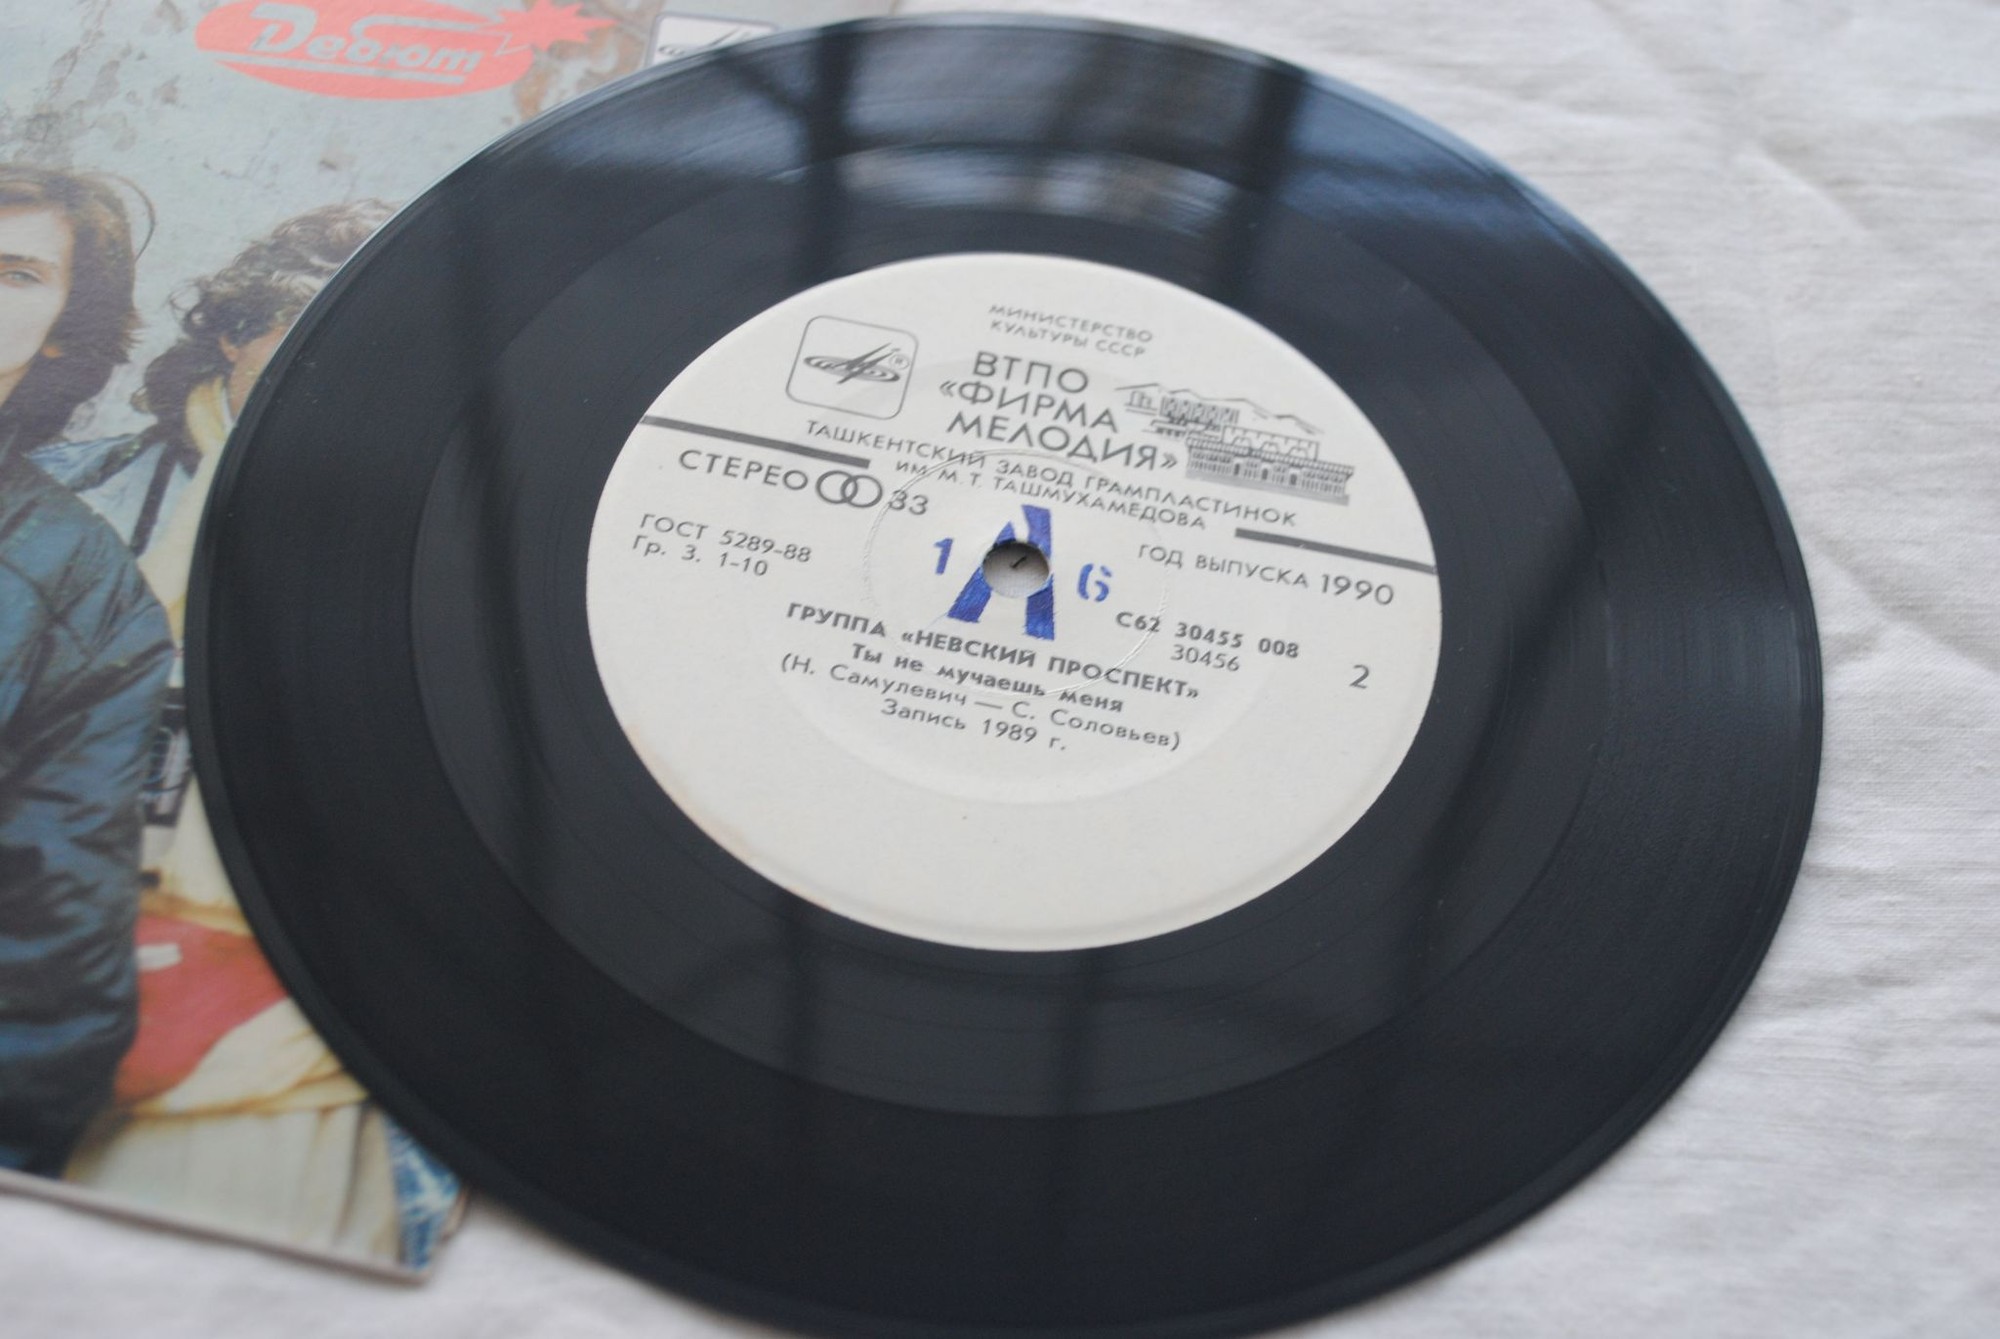 Дебют
МИНИСТЕРСТВО
КУЛЬТУРЫ СССР
ВТПО
«ФИРМА
МЕЛОДИЯ»
ТАШКЕНТСКИЙ ЗАВОД ГРАМПЛАСТИНОК
ИМ. М. Т. ТАШМУХАМЕДОВА
СТЕРЕО 33
ГОСТ 5289-88
Гр. 3. 1-10
ГОД ВЫПУСКА 1990
1 А 6
С62 30455 008
30456
2
ГРУППА «НЕВСКИЙ ПРОСПЕКТ»
Ты не мучаешь меня
(Н. Самулевич — С. Соловьев)
Запись 1989 г.